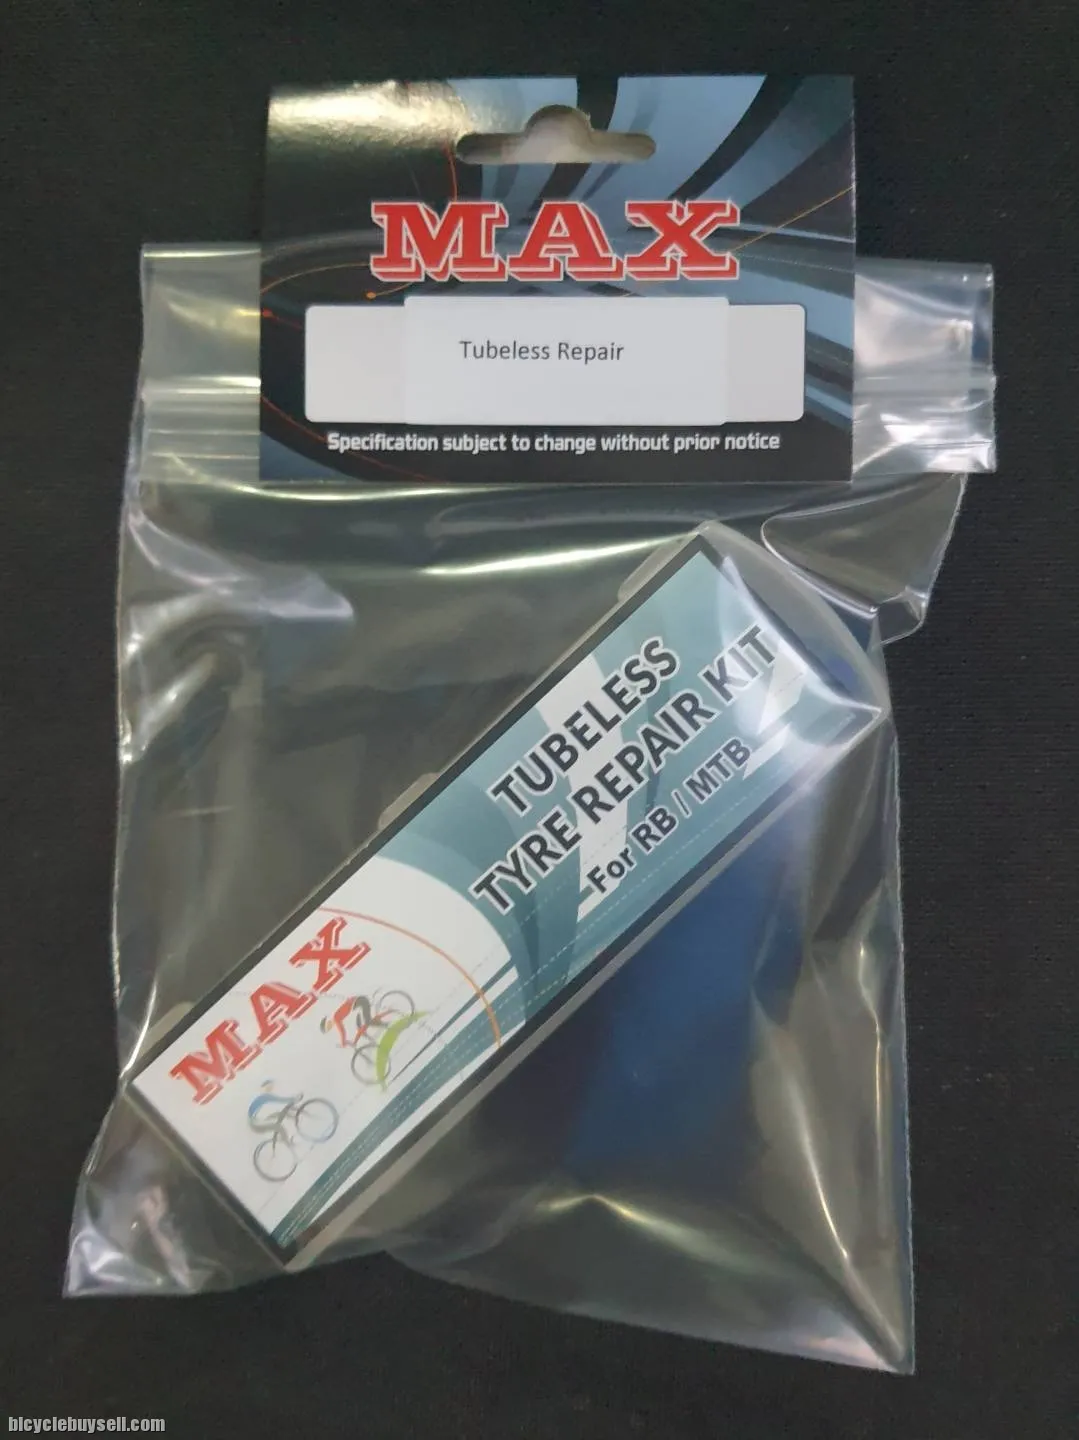 MAX
Tubeless Repair
Specification subject to change without prior notice
TUBELESS
TYRE REPAIR KIT
For RB / MTB
MAX
bicyclebuysell.com